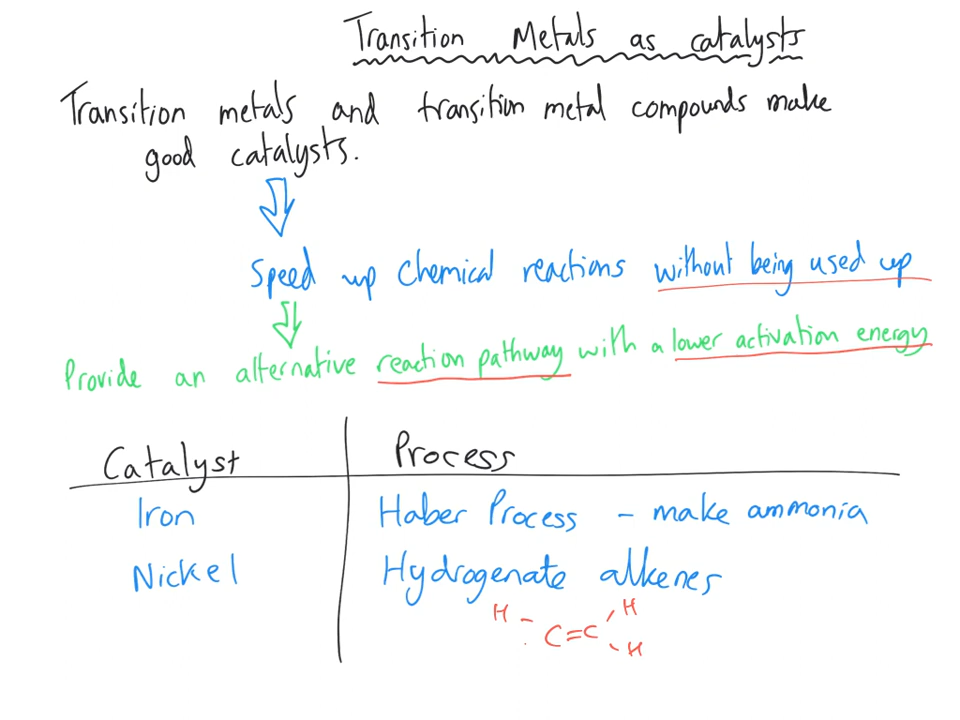 Transition Metals as catalysts
Transition metals and transition metal compounds make
good catalysts.
Speed up chemical reactions without being used up
Provide an alternative reaction pathway with a lower activation energy
Catalyst Process
Iron Haber Process - make ammonia
Nickel Hydrogenate alkenes
H H
C=C
H